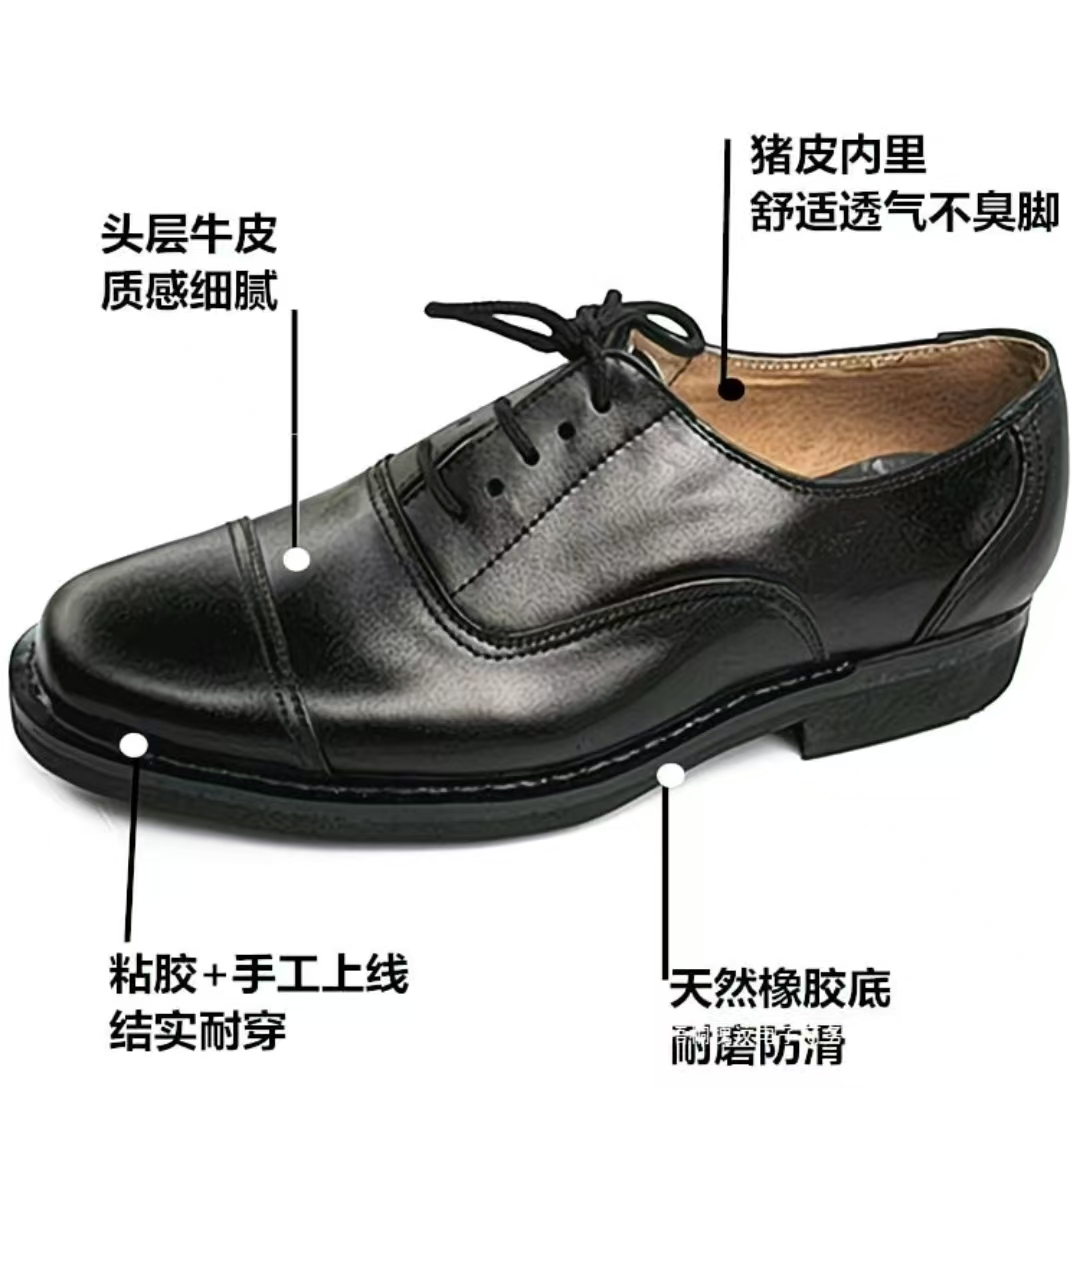 猪皮内里
舒适透气不臭脚
头层牛皮
质感细腻
粘胶+手工上线
结实耐穿
天然橡胶底
耐磨防滑